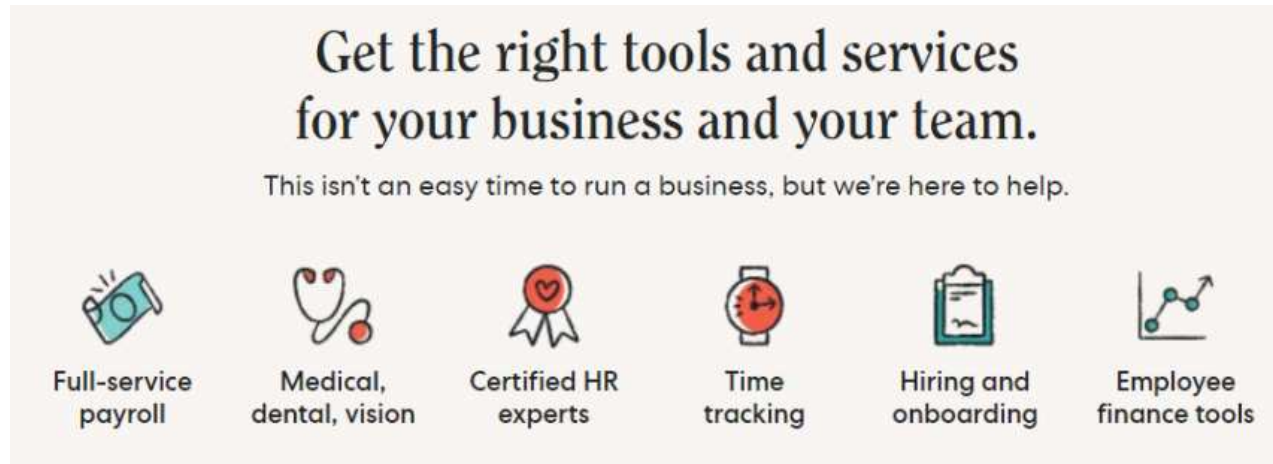 Get the right tools and services
for your business and your team.
This isn't an easy time to run a business, but we're here to help.
Full-service
payroll
Medical,
dental, vision
Certified HR
experts
Time
tracking
Hiring and
onboarding
Employee
finance tools